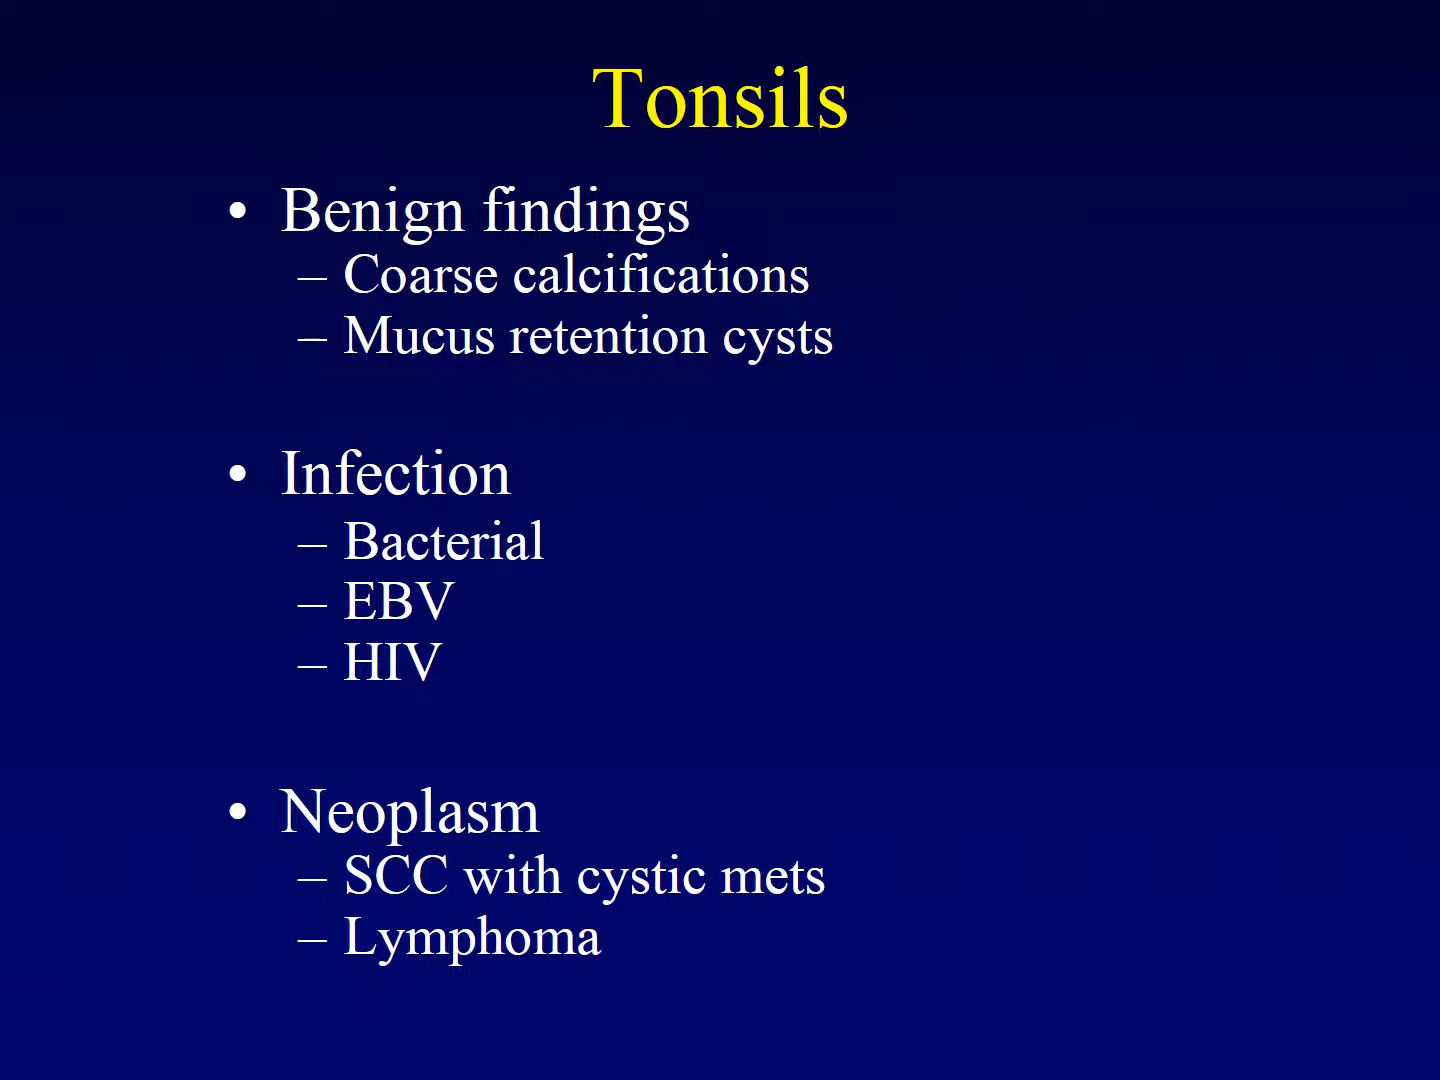 Tonsils
• Benign findings
– Coarse calcifications
– Mucus retention cysts
• Infection
– Bacterial
– EBV
– HIV
• Neoplasm
– SCC with cystic mets
– Lymphoma